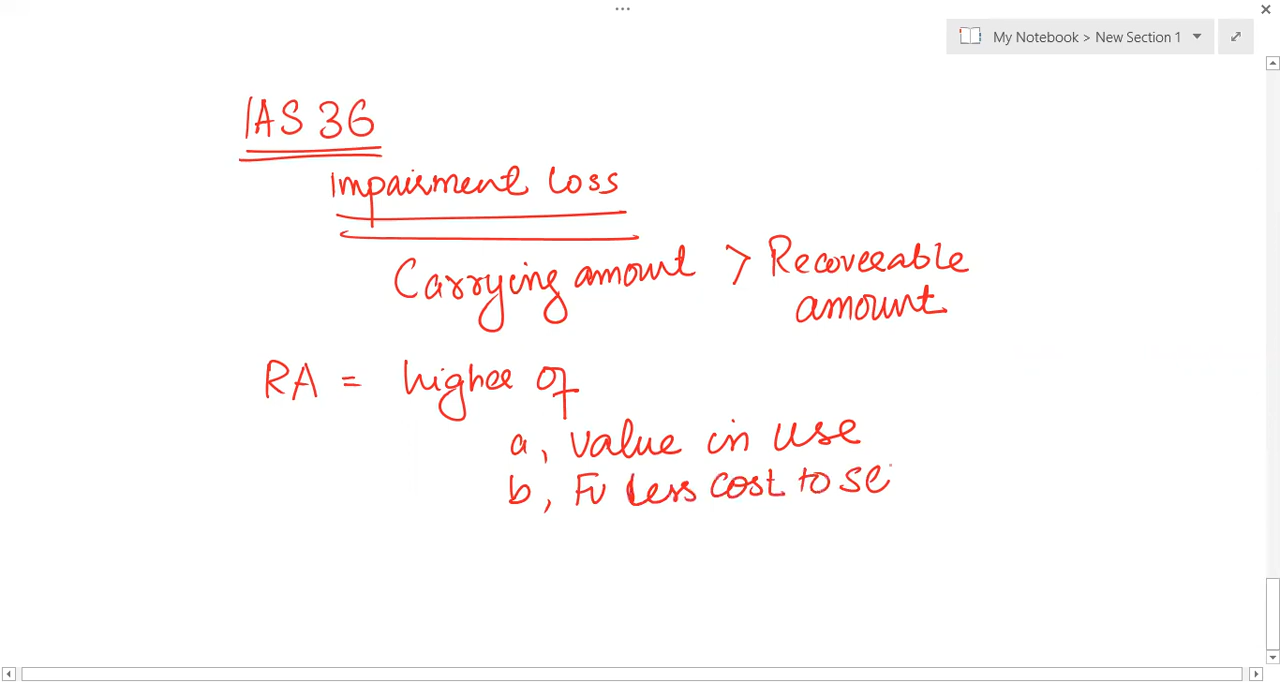 My Notebook > New Section 1
IAS 36
Impairment loss
Carrying amount > Recoverable
amount
RA = higher of
a, value in use
b, Fv less cost to se